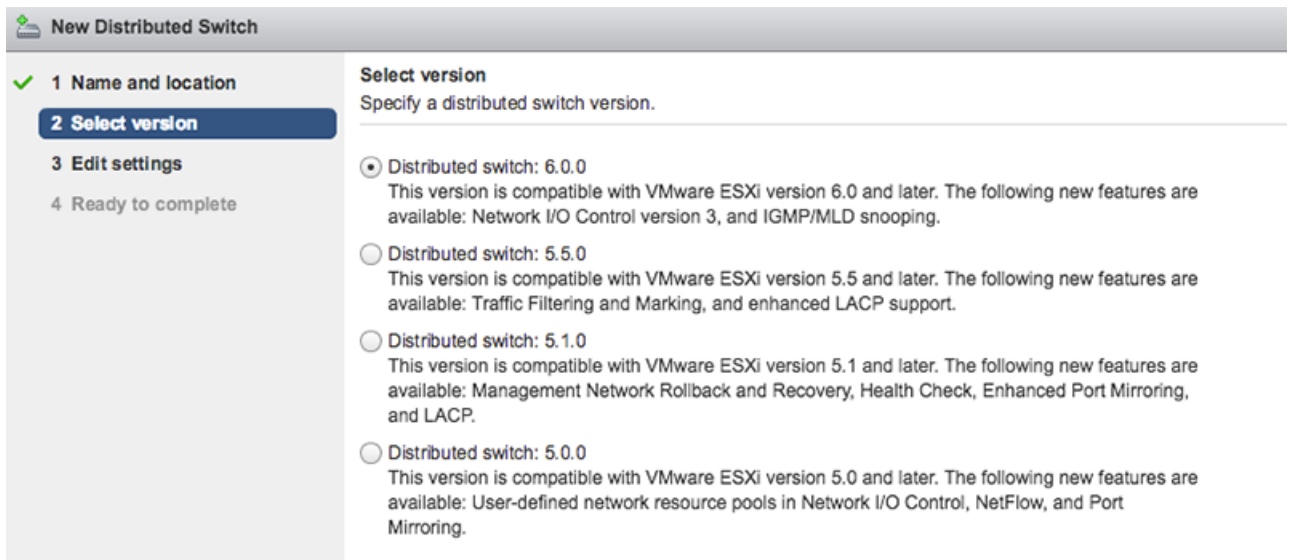 New Distributed Switch
1 Name and location
2 Select version
3 Edit settings
4 Ready to complete
Select version
Specify a distributed switch version.
Distributed switch: 6.0.0
This version is compatible with VMware ESXi version 6.0 and later. The following new features are
available: Network I/O Control version 3, and IGMP/MLD snooping.
Distributed switch: 5.5.0
This version is compatible with VMware ESXi version 5.5 and later. The following new features are
available: Traffic Filtering and Marking, and enhanced LACP support.
Distributed switch: 5.1.0
This version is compatible with VMware ESXi version 5.1 and later. The following new features are
available: Management Network Rollback and Recovery, Health Check, Enhanced Port Mirroring,
and LACP.
Distributed switch: 5.0.0
This version is compatible with VMware ESXi version 5.0 and later. The following new features are
available: User-defined network resource pools in Network I/O Control, NetFlow, and Port
Mirroring.